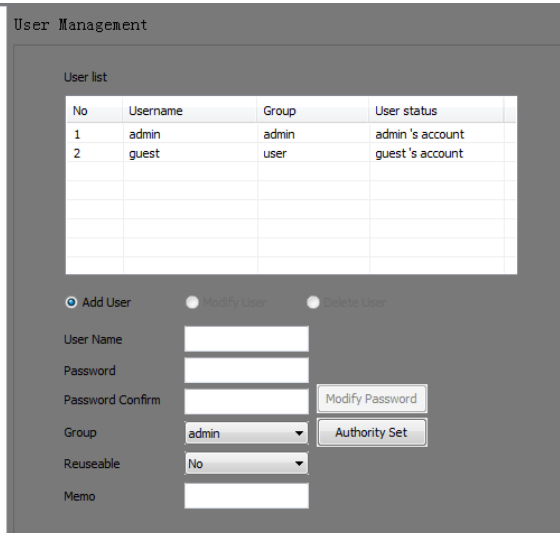 User Management
User list
No Username Group User status
1 admin admin admin 's account
2 guest user guest 's account
Add User Modify User Delete User
User Name
Password
Password Confirm Modify Password
Group admin Authority Set
Reuseable No
Memo